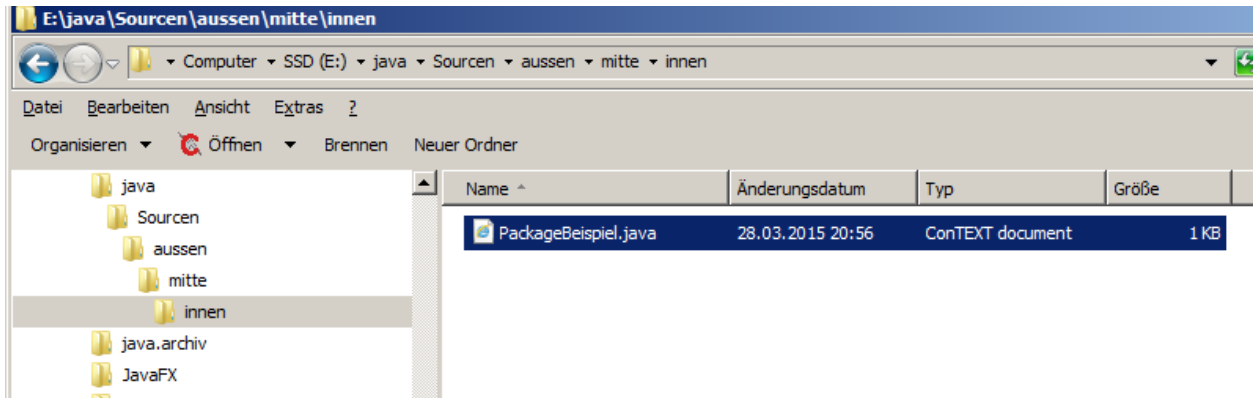 E:\java\Sourcen\aussen\mitte\innen
Computer SSD (E:) java Sourcen aussen mitte innen
Datei Bearbeiten Ansicht Extras ?
Organisieren Öffnen Brennen Neuer Ordner
java
Sourcen
aussen
mitte
innen
java.archiv
JavaFX
Name Änderungsdatum Typ Größe
PackageBeispiel.java 28.03.2015 20:56 ConTEXT document 1 KB